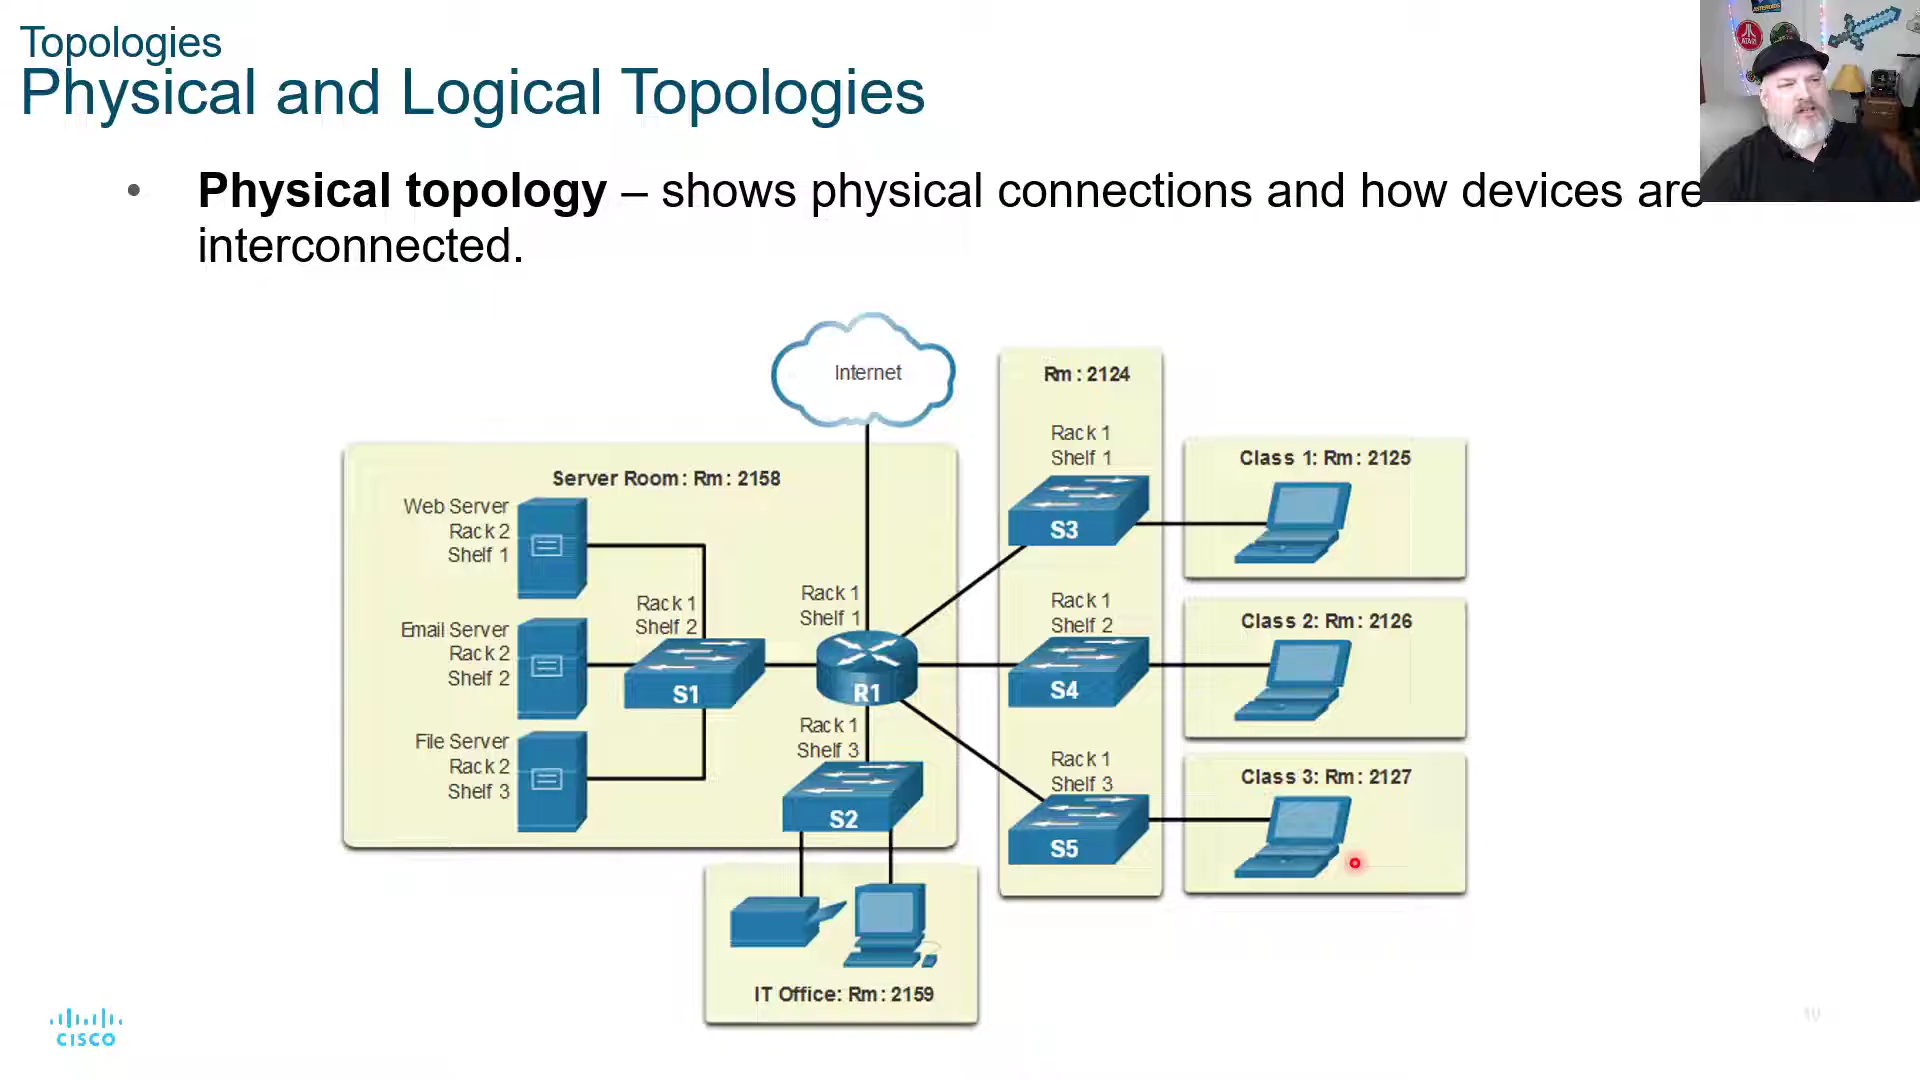 Topologies
Physical and Logical Topologies
• Physical topology – shows physical connections and how devices are
interconnected.
Internet
Rm: 2124
Rack 1
Shelf 1
S3
Class 1: Rm: 2125
Server Room: Rm: 2158
Web Server
Rack 2
Shelf 1
Rack 1
Shelf 2
S1
Rack 1
Shelf 1
R1
Rack 1
Shelf 2
S4
Class 2: Rm: 2126
Email Server
Rack 2
Shelf 2
File Server
Rack 2
Shelf 3
Rack 1
Shelf 3
S2
Rack 1
Shelf 3
S5
Class 3: Rm: 2127
IT Office: Rm: 2159
CISCO
10
ATARI
ASTEROIDS